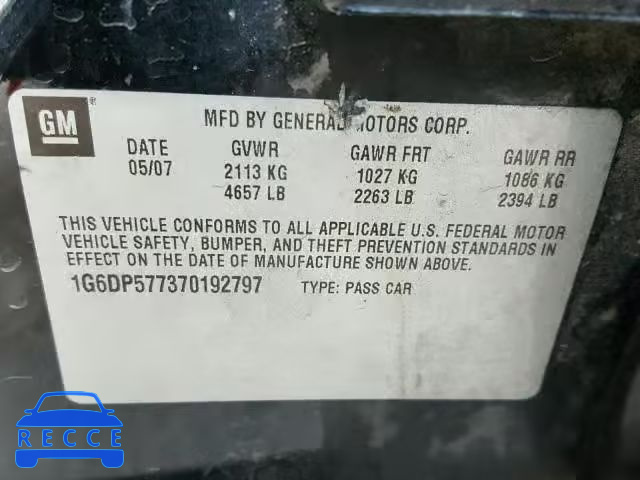 GM
MFD BY GENERAL MOTORS CORP.
DATE GVWR GAWR FRT GAWR RR
05/07 2113 KG 1027 KG 1086 KG
4657 LB 2263 LB 2394 LB
THIS VEHICLE CONFORMS TO ALL APPLICABLE U.S. FEDERAL MOTOR
VEHICLE SAFETY, BUMPER, AND THEFT PREVENTION STANDARDS IN
EFFECT ON THE DATE OF MANUFACTURE SHOWN ABOVE.
1G6DP577370192797 TYPE: PASS CAR